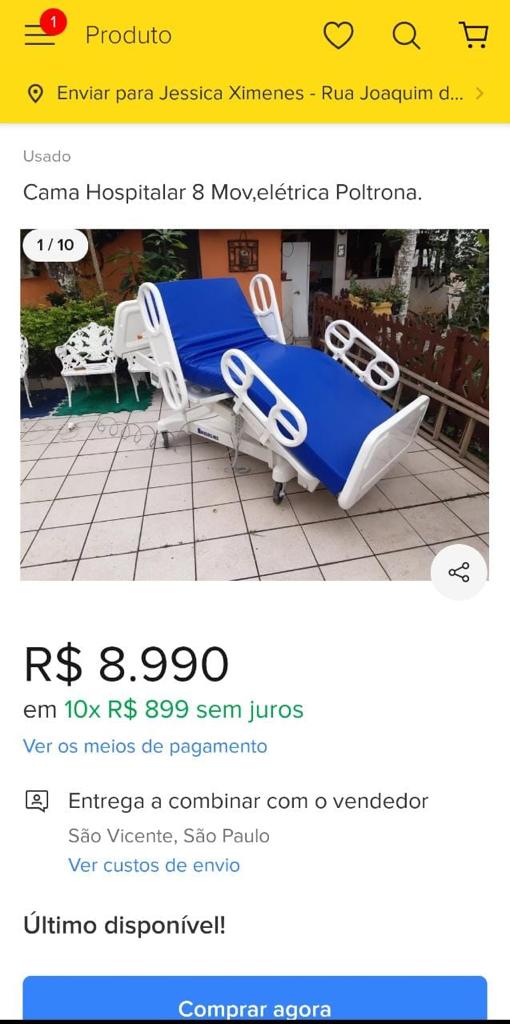 1
Produto
Enviar para Jessica Ximenes - Rua Joaquim d...
Usado
Cama Hospitalar 8 Mov,elétrica Poltrona.
1 / 10
R$ 8.990
em 10x R$ 899 sem juros
Ver os meios de pagamento
Entrega a combinar com o vendedor
São Vicente, São Paulo
Ver custos de envio
Último disponível!
Comprar agora